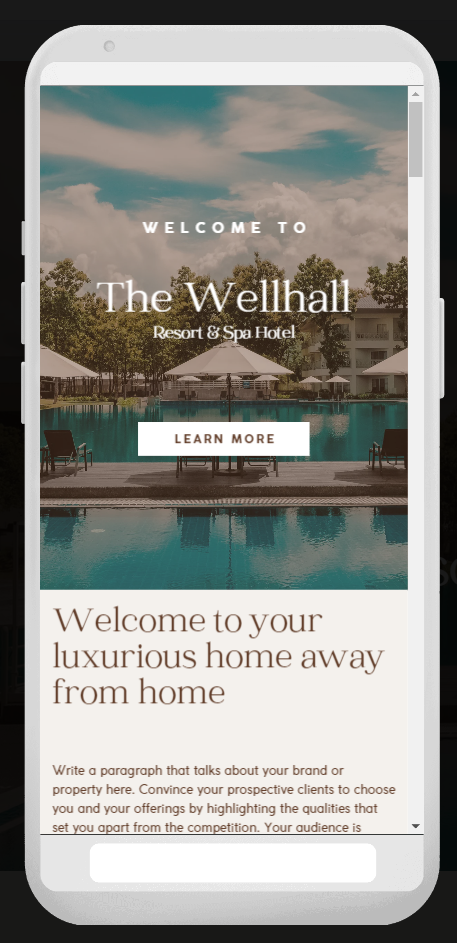 WELCOME TO
The Wellhall
Resort & Spa Hotel
LEARN MORE
Welcome to your
luxurious home away
from home
Write a paragraph that talks about your brand or
property here. Convince your prospective clients to choose
you and your offerings by highlighting the qualities that
set you apart from the competition. Your audience is